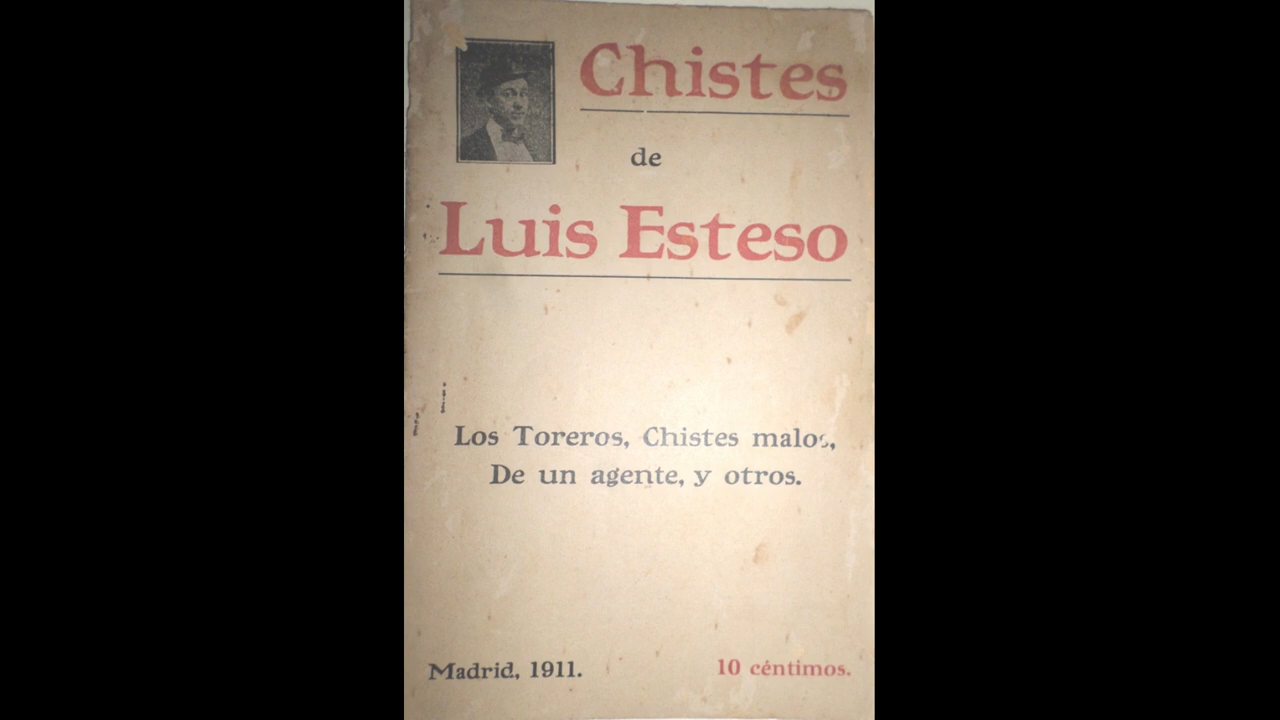 Chistes
de
Luis Esteso
Los Toreros, Chistes malos,
De un agente, y otros.
Madrid, 1911.
10 céntimos.